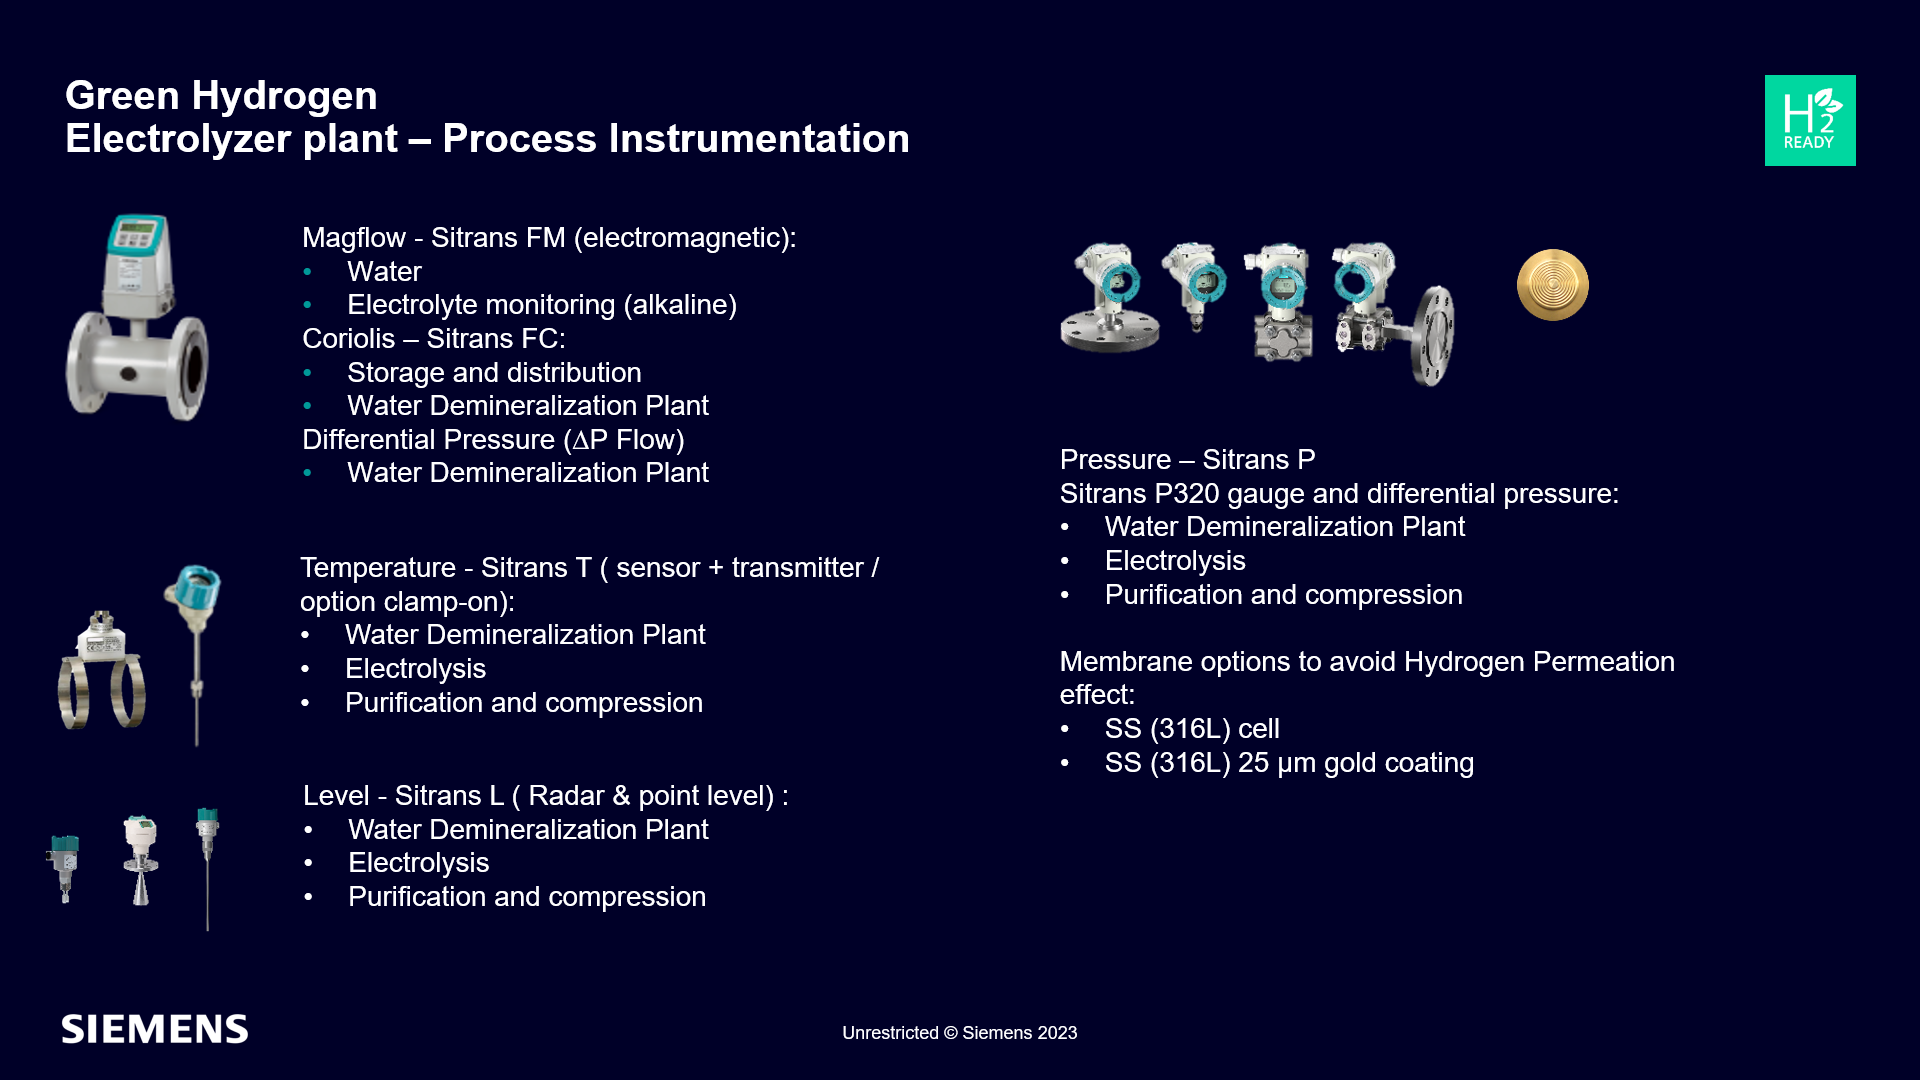 Green Hydrogen
Electrolyzer plant – Process Instrumentation
H2
READY
Magflow - Sitrans FM (electromagnetic):
• Water
• Electrolyte monitoring (alkaline)
Coriolis – Sitrans FC:
• Storage and distribution
• Water Demineralization Plant
Differential Pressure (∆P Flow)
• Water Demineralization Plant
Temperature - Sitrans T ( sensor + transmitter /
option clamp-on):
• Water Demineralization Plant
• Electrolysis
• Purification and compression
Level - Sitrans L ( Radar & point level) :
• Water Demineralization Plant
• Electrolysis
• Purification and compression
Pressure – Sitrans P
Sitrans P320 gauge and differential pressure:
• Water Demineralization Plant
• Electrolysis
• Purification and compression
Membrane options to avoid Hydrogen Permeation
effect:
• SS (316L) cell
• SS (316L) 25 µm gold coating
SIEMENS
Unrestricted © Siemens 2023